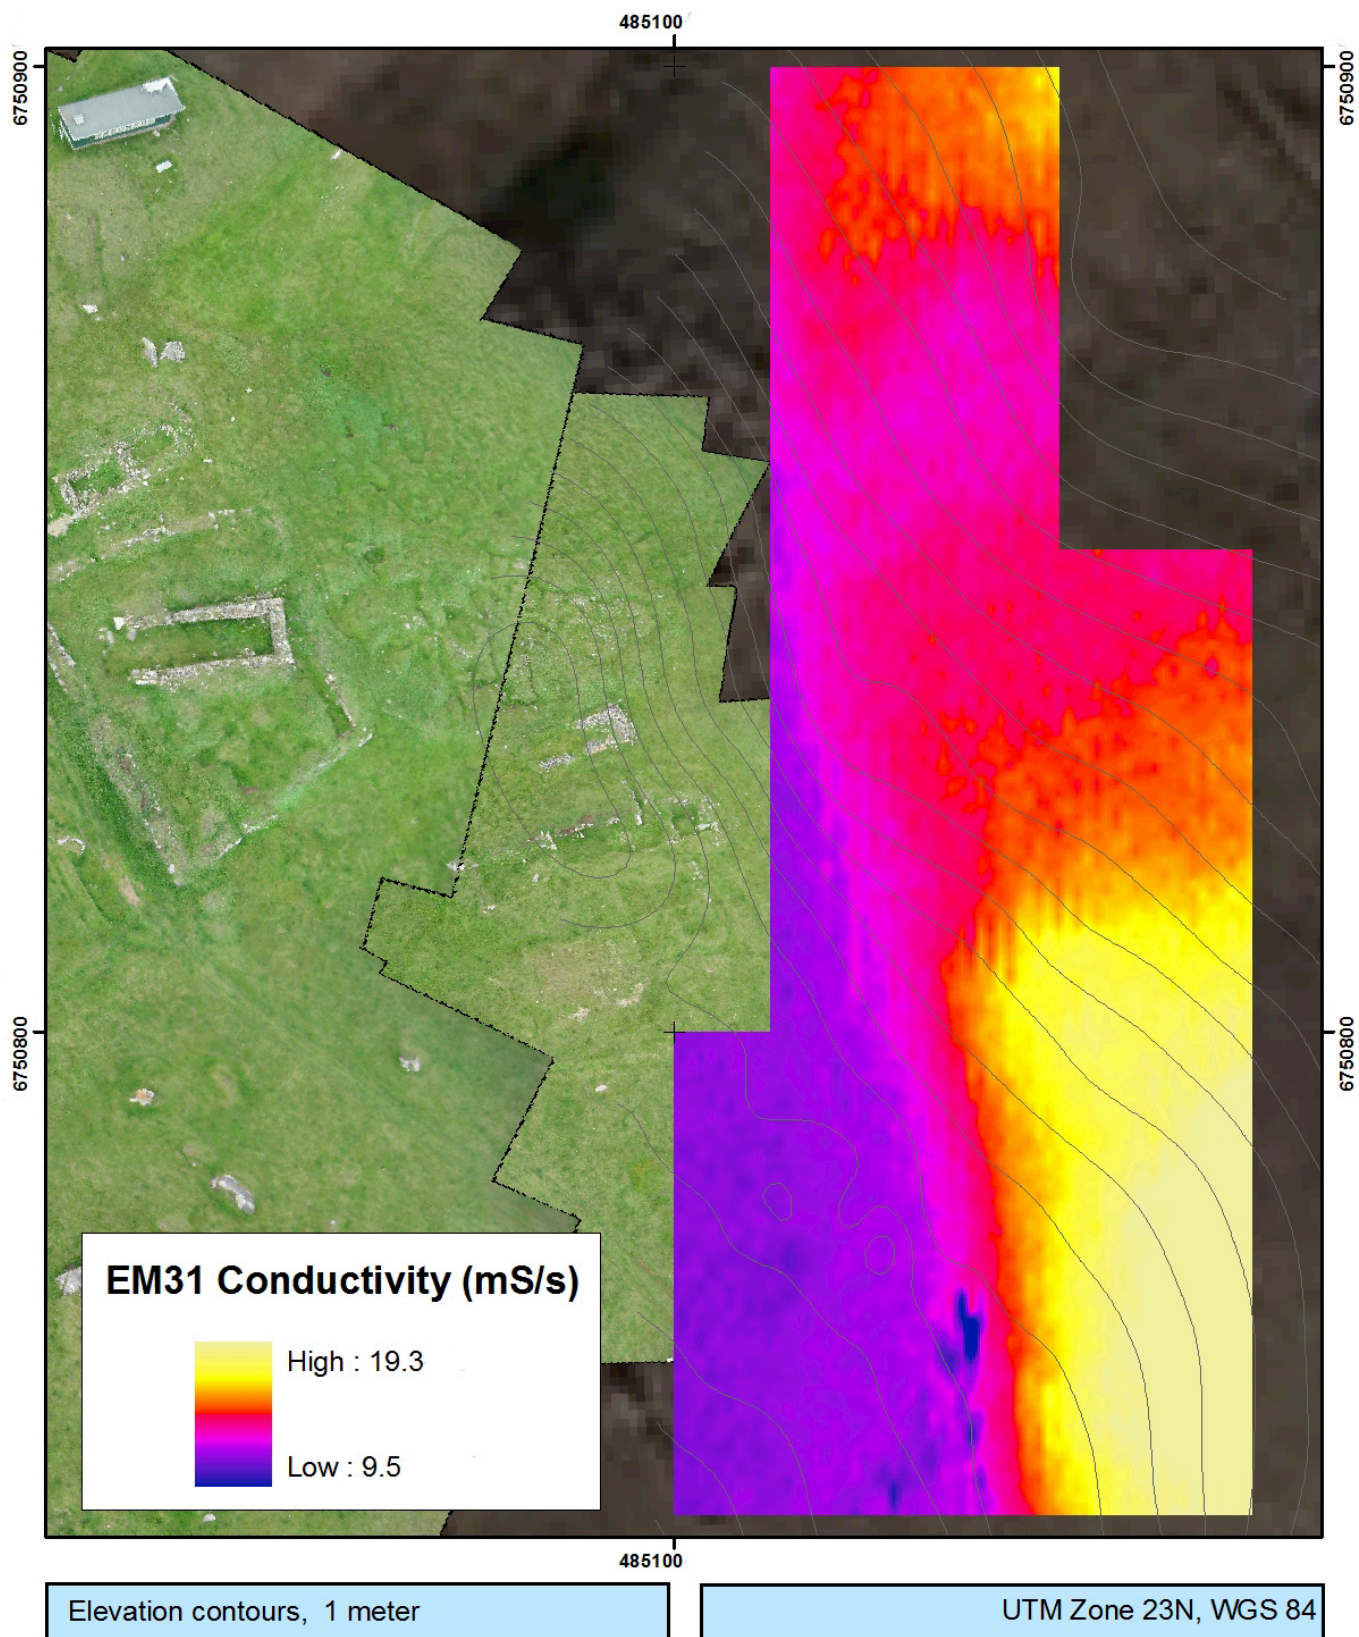 485100
6750900
6750900
6750800
6750800
EM31 Conductivity (mS/s)
High : 19.3
Low : 9.5
485100
Elevation contours, 1 meter
UTM Zone 23N, WGS 84